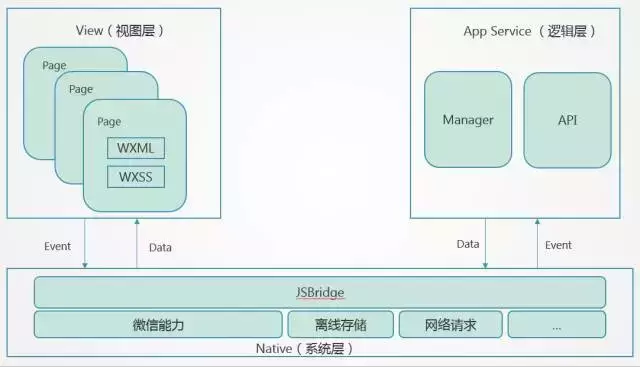 View（视图层）
Page
Page
Page
WXML
WXSS
App Service （逻辑层）
Manager
API
Event
Data
Data
Event
JSBridge
微信能力
离线存储
网络请求
...
Native（系统层）